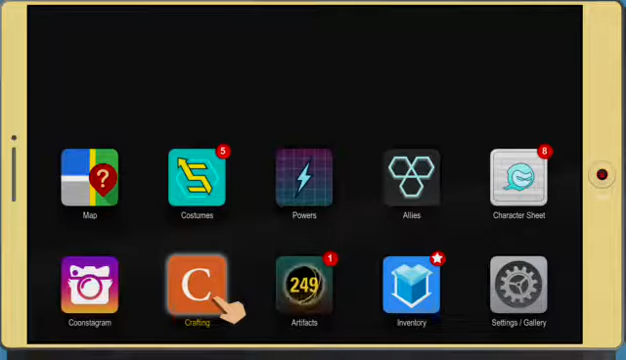 5
8
?
Map
Costumes
Powers
Allies
Character Sheet
1
C
249
Coonstagram
Crafting
Artifacts
Inventory
Settings / Gallery